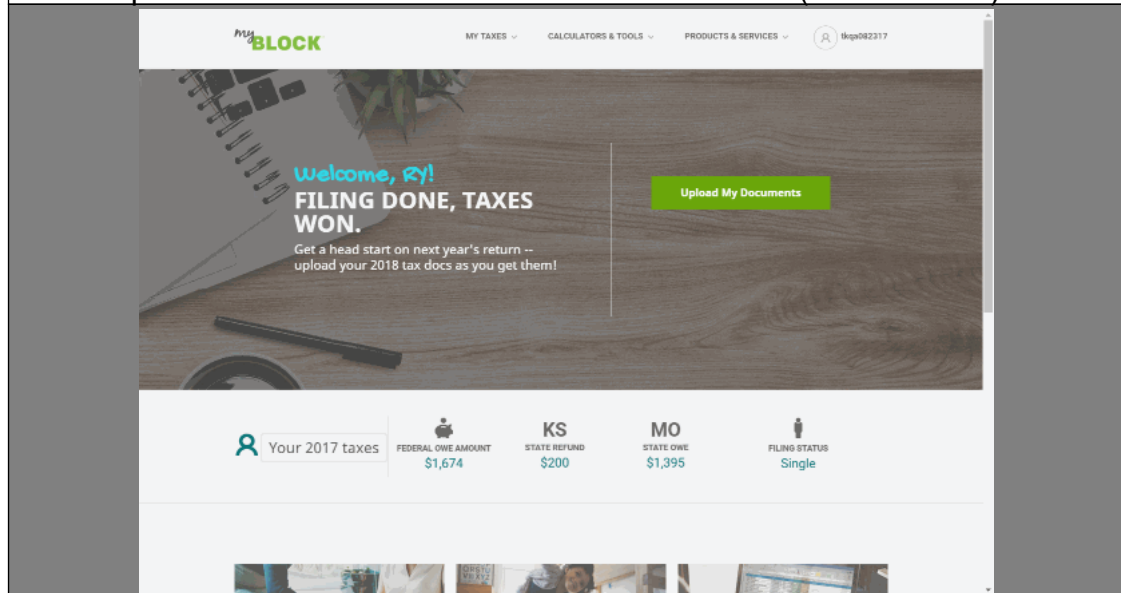 my
BLOCK
MY TAXES
CALCULATORS & TOOLS
PRODUCTS & SERVICES
tkqa082317
Welcome, RY!
FILING DONE, TAXES
WON.
Get a head start on next year's return --
upload your 2018 tax docs as you get them!
Upload My Documents
Your 2017 taxes
FEDERAL OWE AMOUNT
$1,674
KS
STATE REFUND
$200
MO
STATE OWE
$1,395
FILING STATUS
Single